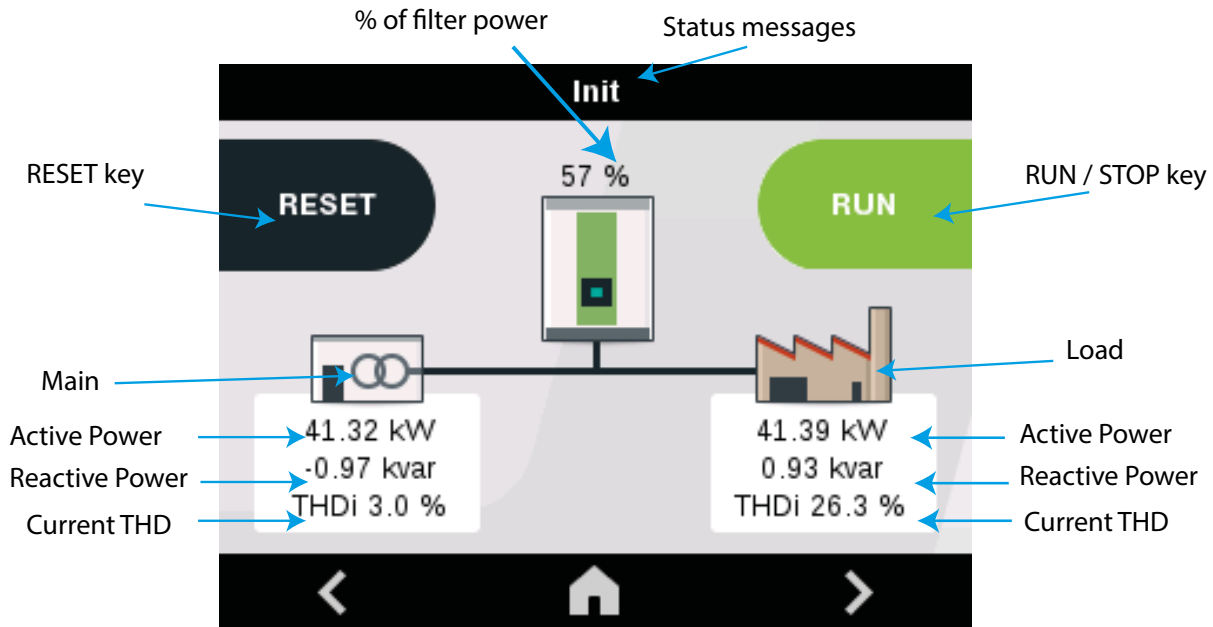 % of filter power
Status messages
Init
RESET key
57 %
RUN / STOP key
RESET
RUN
Main
Load
Active Power
41.32 kW
41.39 kW
Active Power
Reactive Power
-0.97 kvar
0.93 kvar
Reactive Power
Current THD
THDi 3.0 %
THDi 26.3 %
Current THD